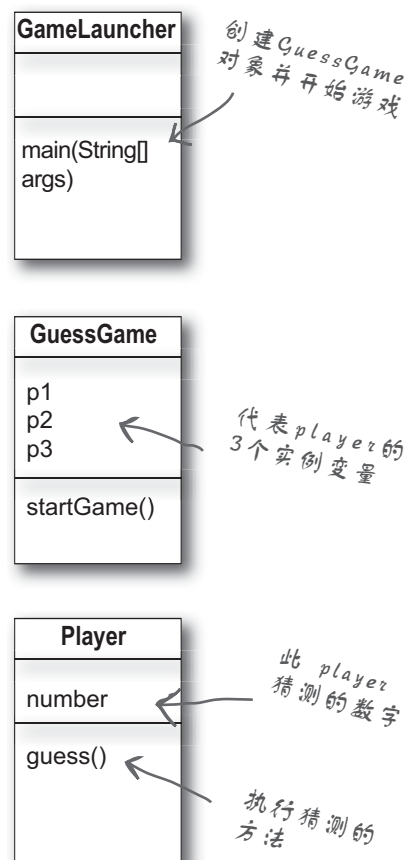 GameLauncher
创建GuessGame
对象并开始游戏
main(String[]
args)
GuessGame
p1
p2
p3
代表player的
3个实例变量
startGame()
Player
number
此 player
猜测的数字
guess()
执行猜测的
方法